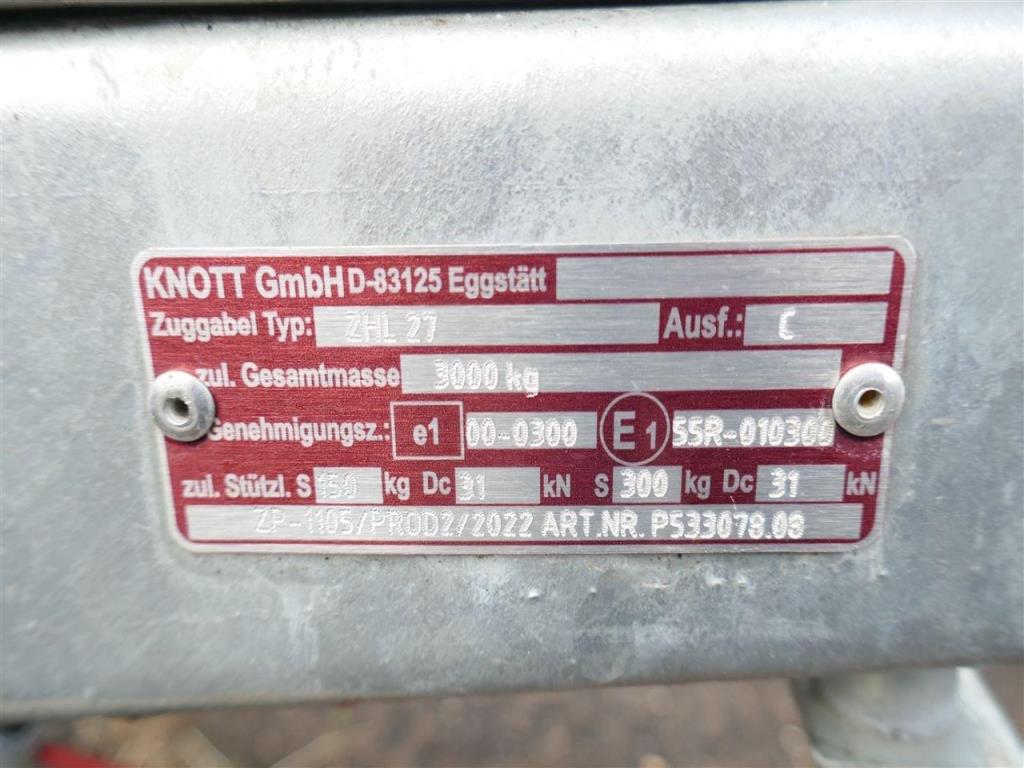 KNOTT GmbH D-83125 Eggstätt
Zuggabel Typ: ZHL 27 Ausf.: C
zul. Gesamtmasse 3000 kg
Genehmigungsz.: e1 00-0300 E1 55R-010300
zul. Stützl. S 150 kg Dc 31 kN S 300 kg Dc 31 kN
ZP-1105/PROD2/2022 ART.NR. P533078.08